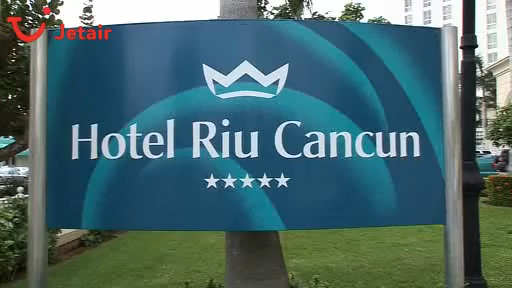 Jetair
Hotel Riu Cancun
★★★★★